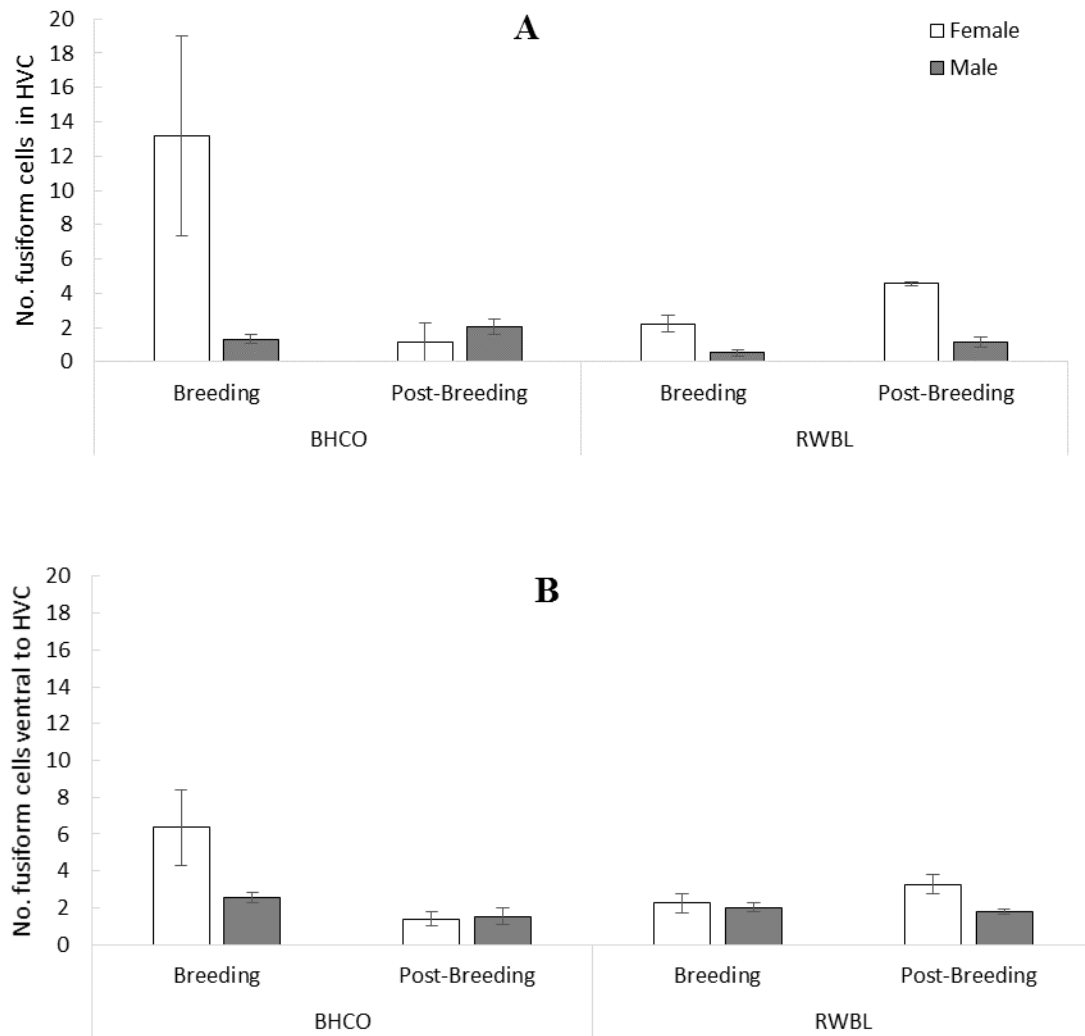 A
Female
Male
No. fusiform cells in HVC
20
18
16
14
12
10
8
6
4
2
0
Breeding Post-Breeding Breeding Post-Breeding
BHCO RWBL
B
No. fusiform cells ventral to HVC
20
18
16
14
12
10
8
6
4
2
0
Breeding Post-Breeding Breeding Post-Breeding
BHCO RWBL